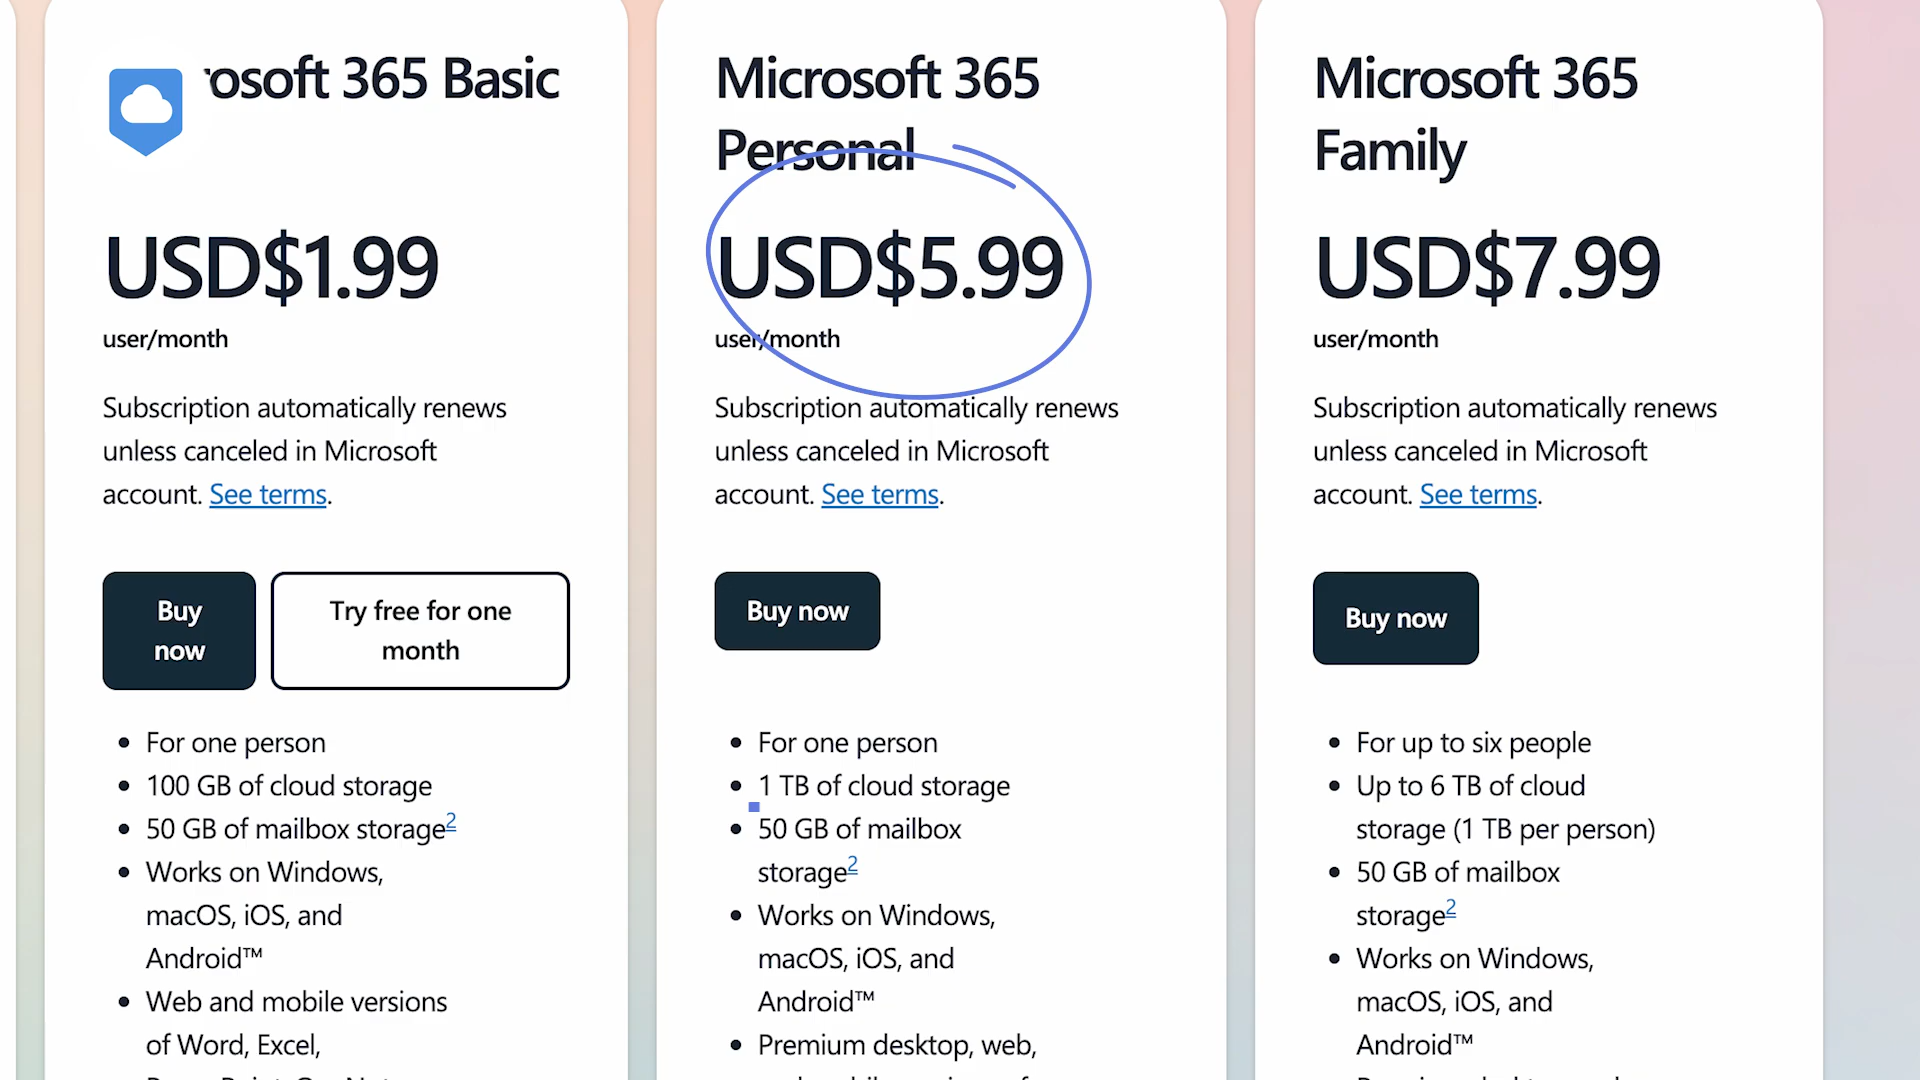 rosoft 365 Basic
USD$1.99
user/month
Subscription automatically renews
unless canceled in Microsoft
account. See terms.
Buy
now
Try free for one
month
• For one person
• 100 GB of cloud storage
• 50 GB of mailbox storage2
• Works on Windows,
macOS, iOS, and
Android™
• Web and mobile versions
of Word, Excel,
Microsoft 365
Personal
USD$5.99
user/month
Subscription automatically renews
unless canceled in Microsoft
account. See terms.
Buy now
• For one person
• 1 TB of cloud storage
• 50 GB of mailbox
storage2
• Works on Windows,
macOS, iOS, and
Android™
• Premium desktop, web,
Microsoft 365
Family
USD$7.99
user/month
Subscription automatically renews
unless canceled in Microsoft
account. See terms.
Buy now
• For up to six people
• Up to 6 TB of cloud
storage (1 TB per person)
• 50 GB of mailbox
storage2
• Works on Windows,
macOS, iOS, and
Android™